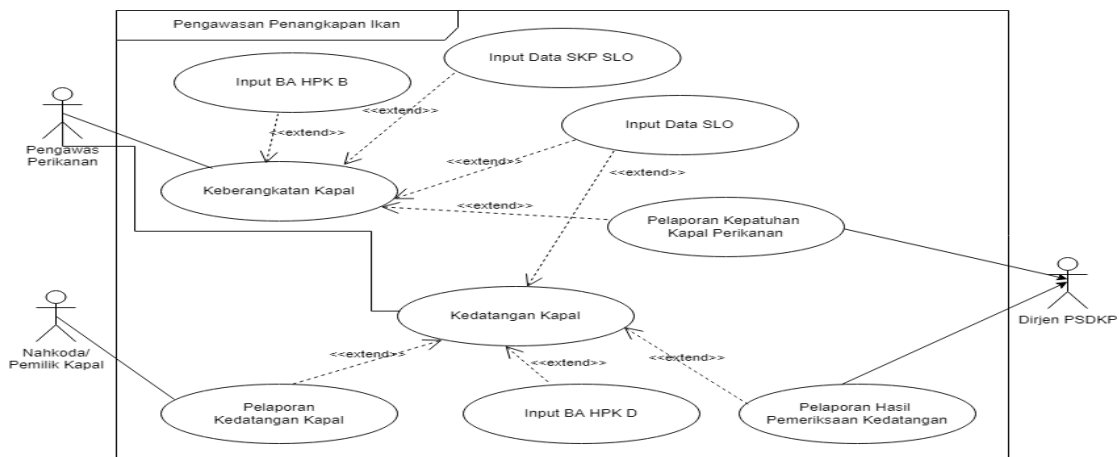 Pengawasan Penangkapan Ikan
Input BA HPK B
Input Data SKP SLO
<<extend>>
<<extend>>
Input Data SLO
Pengawas
Perikanan
<<extend>>
<<extend>>
Keberangkatan Kapal
<<extend>>
Pelaporan Kepatuhan
Kapal Perikanan
Kedatangan Kapal
Dirjen PSDKP
Nahkoda/
Pemilik Kapal
<<extend>>
<<extend>>
<<extend>>
Pelaporan
Kedatangan Kapal
Input BA HPK D
Pelaporan Hasil
Pemeriksaan Kedatangan